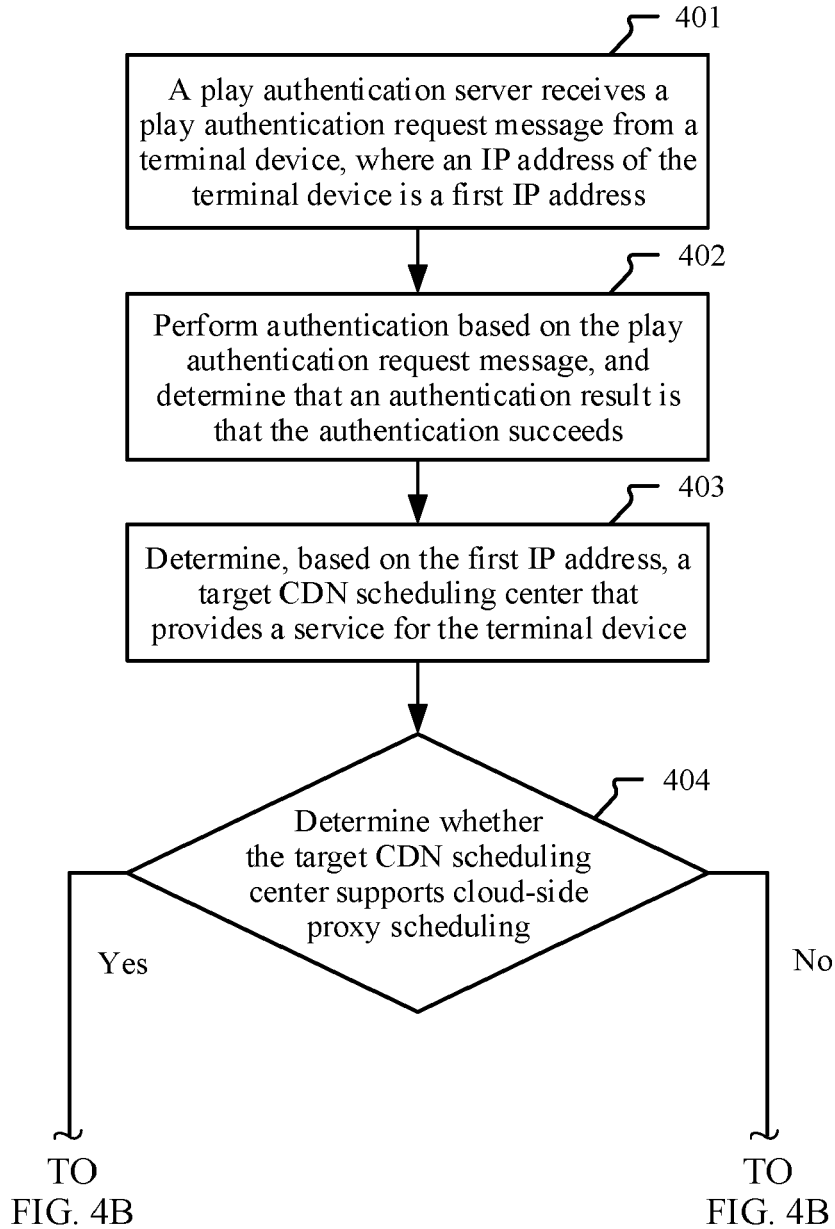 401
A play authentication server receives a
play authentication request message from a
terminal device, where an IP address of the
terminal device is a first IP address
402
Perform authentication based on the play
authentication request message, and
determine that an authentication result is
that the authentication succeeds
403
Determine, based on the first IP address, a
target CDN scheduling center that
provides a service for the terminal device
404
Determine whether
the target CDN scheduling
center supports cloud-side
proxy scheduling
Yes
No
TO
FIG. 4B
TO
FIG. 4B